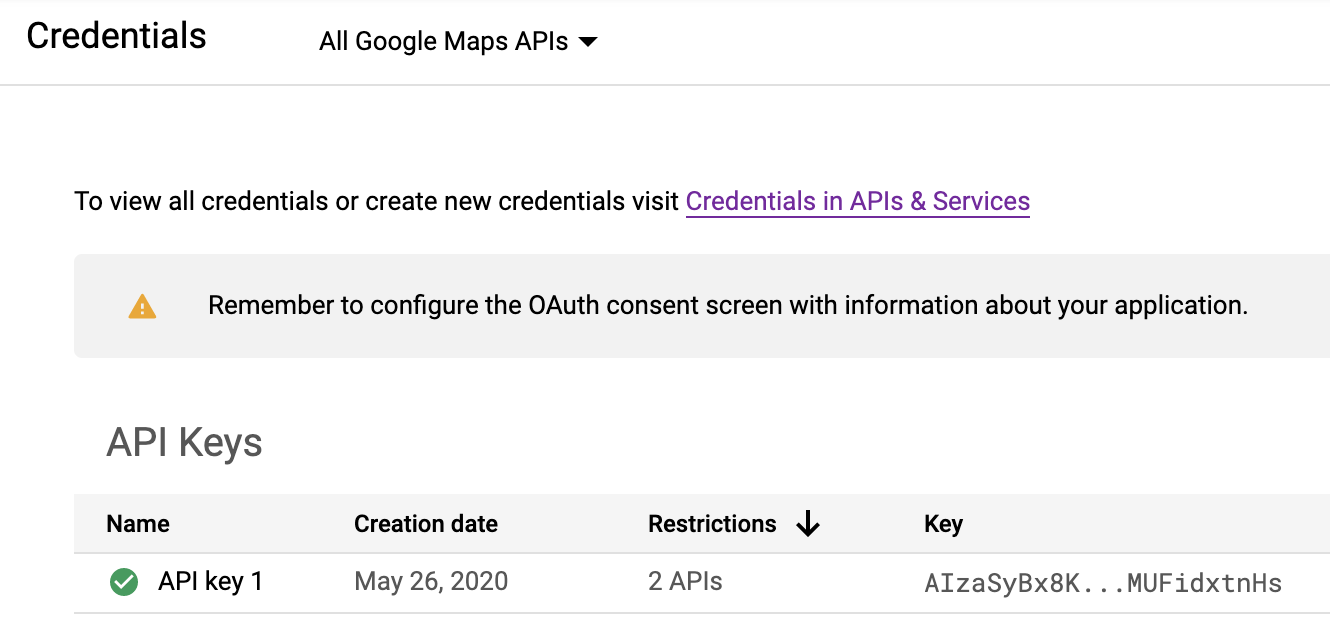 Credentials All Google Maps APIs
To view all credentials or create new credentials visit Credentials in APIs & Services
Remember to configure the OAuth consent screen with information about your application.
API Keys
Name Creation date Restrictions Key
API key 1 May 26, 2020 2 APIs AIzaSyBx8K...MUFidxtnHs